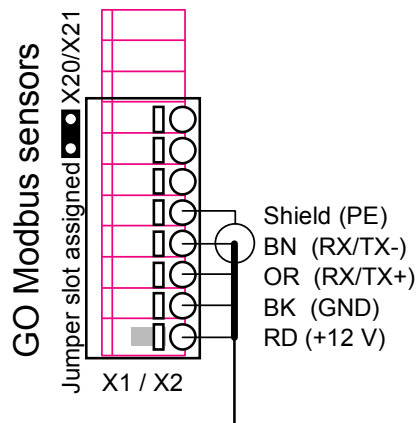 GO Modbus sensors
Jumper slot assigned X20/X21
Shield (PE)
BN (RX/TX-)
OR (RX/TX+)
BK (GND)
RD (+12 V)
X1 / X2